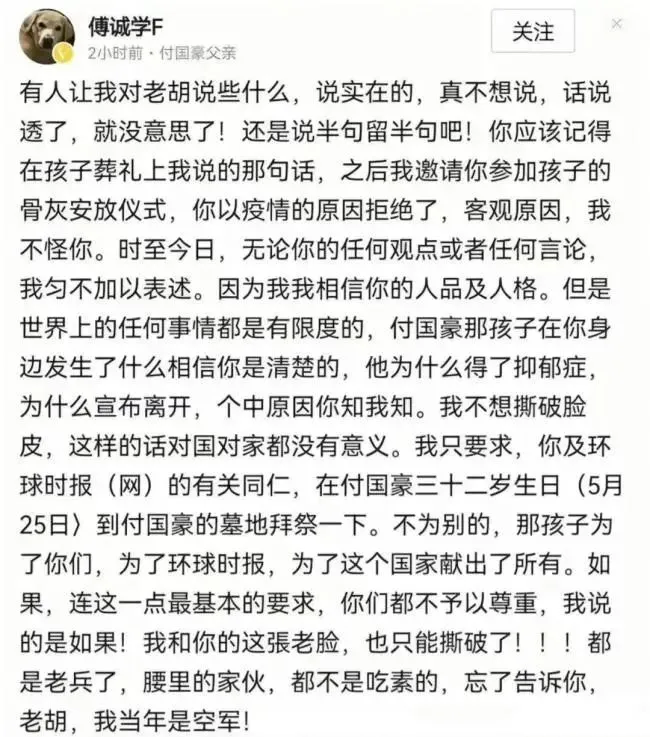 傅诚学F
关注
2小时前·付国豪父亲
有人让我对老胡说些什么，说实在的，真不想说，话说
透了，就没意思了！还是说半句留半句吧！你应该记得
在孩子葬礼上我说的那句话，之后我邀请你参加孩子的
骨灰安放仪式，你以疫情的原因拒绝了，客观原因，我
不怪你。时至今日，无论你的任何观点或者任何言论，
我匀不加以表述。因为我我相信你的人品及人格。但是
世界上的任何事情都是有限度的，付国豪那孩子在你身
边发生了什么相信你是清楚的，他为什么得了抑郁症，
为什么宣布离开，个中原因你知我知。我不想撕破脸
皮，这样的话对国对家都没有意义。我只要求，你及环
球时报（网）的有关同仁，在付国豪三十二岁生日（5月
25日）到付国豪的墓地拜祭一下。不为别的，那孩子为
了你们，为了环球时报，为了这个国家献出了所有。如
果，连这一点最基本的要求，你们都不予以尊重，我说
的是如果！我和你的这張老脸，也只能撕破了！！！都
是老兵了，腰里的家伙，都不是吃素的，忘了告诉你，
老胡，我当年是空军！